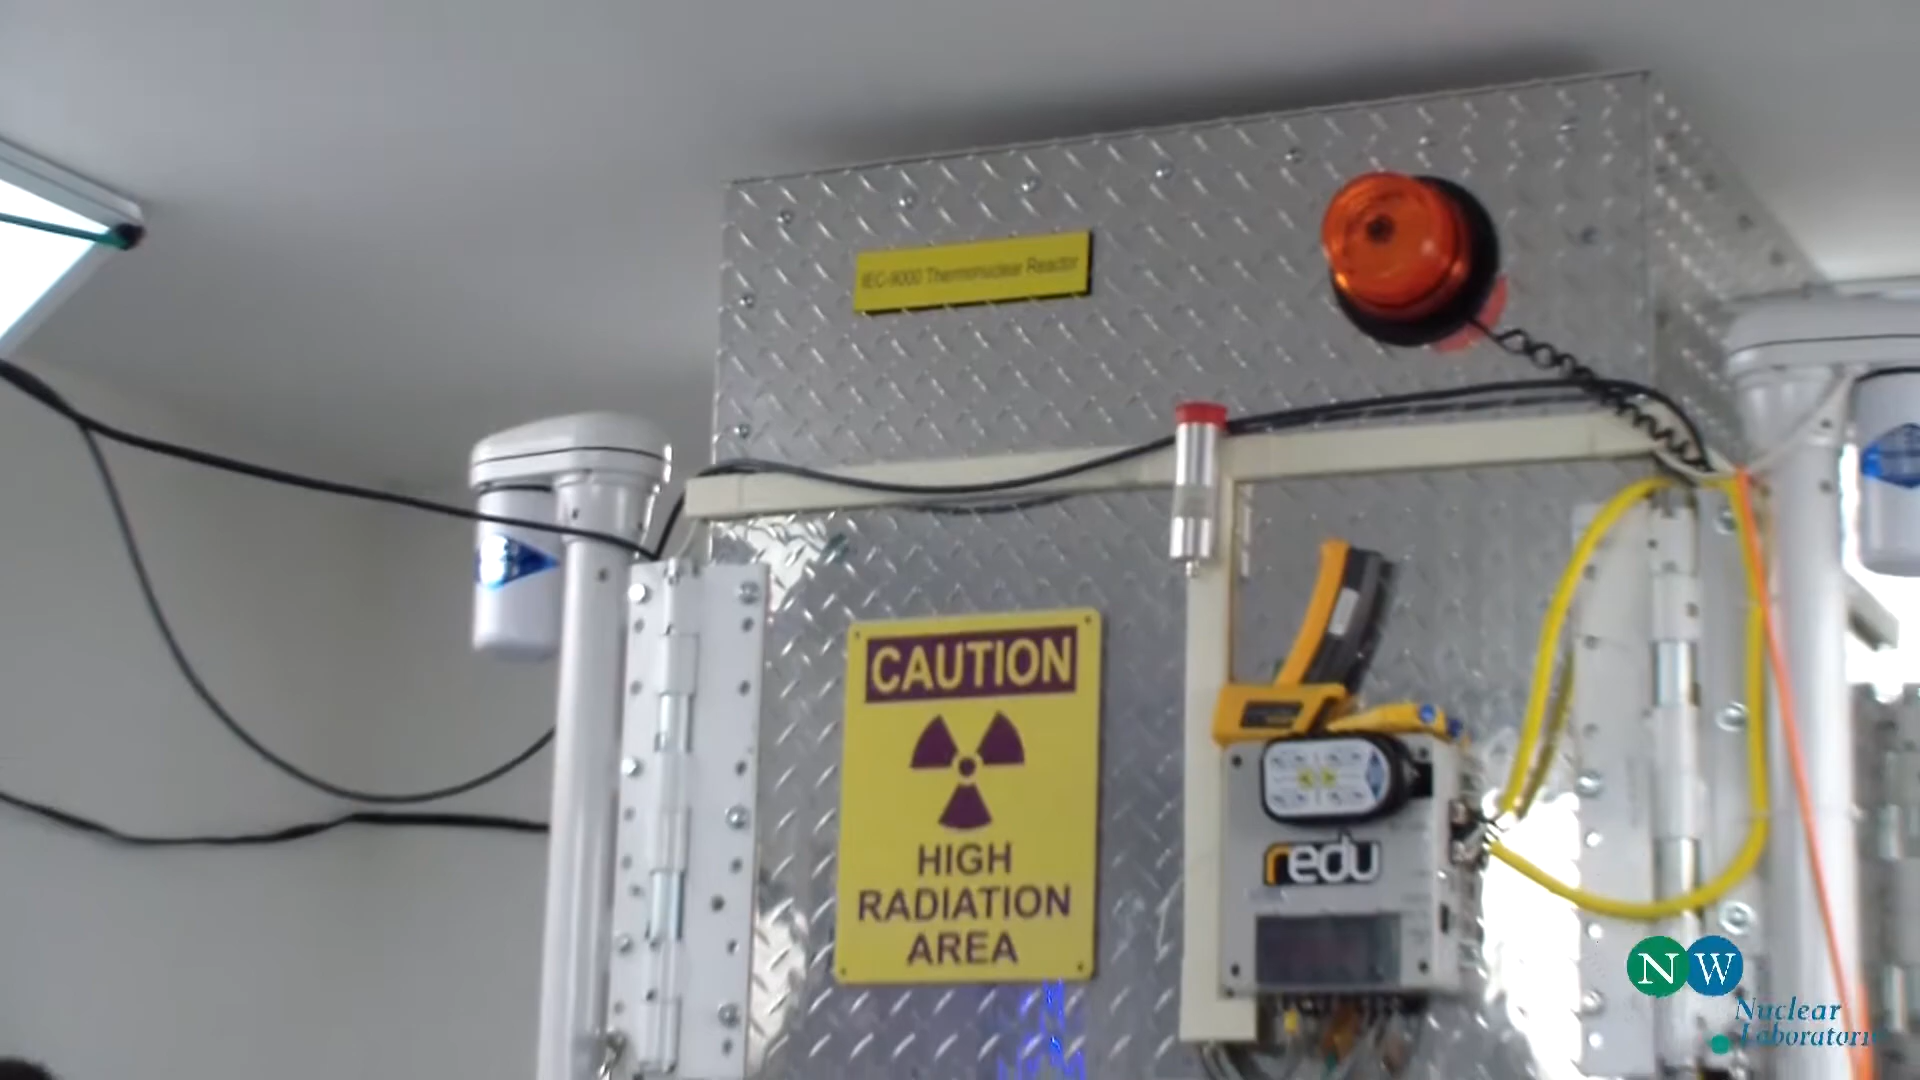 IEC-9000 Thermonuclear Reactor
CAUTION
HIGH
RADIATION
AREA
redu
NW
Nuclear
Laboratories